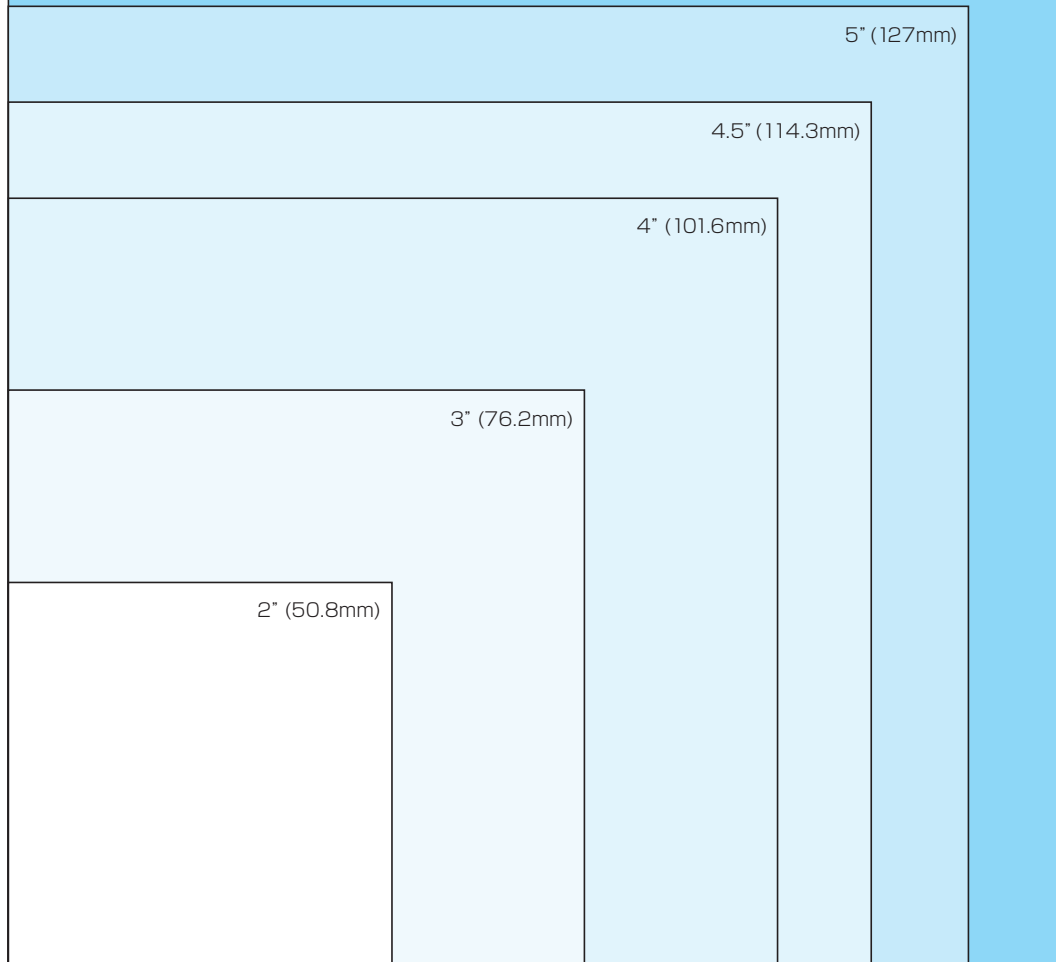 5” (127mm)
4.5” (114.3mm)
4” (101.6mm)
3” (76.2mm)
2” (50.8mm)